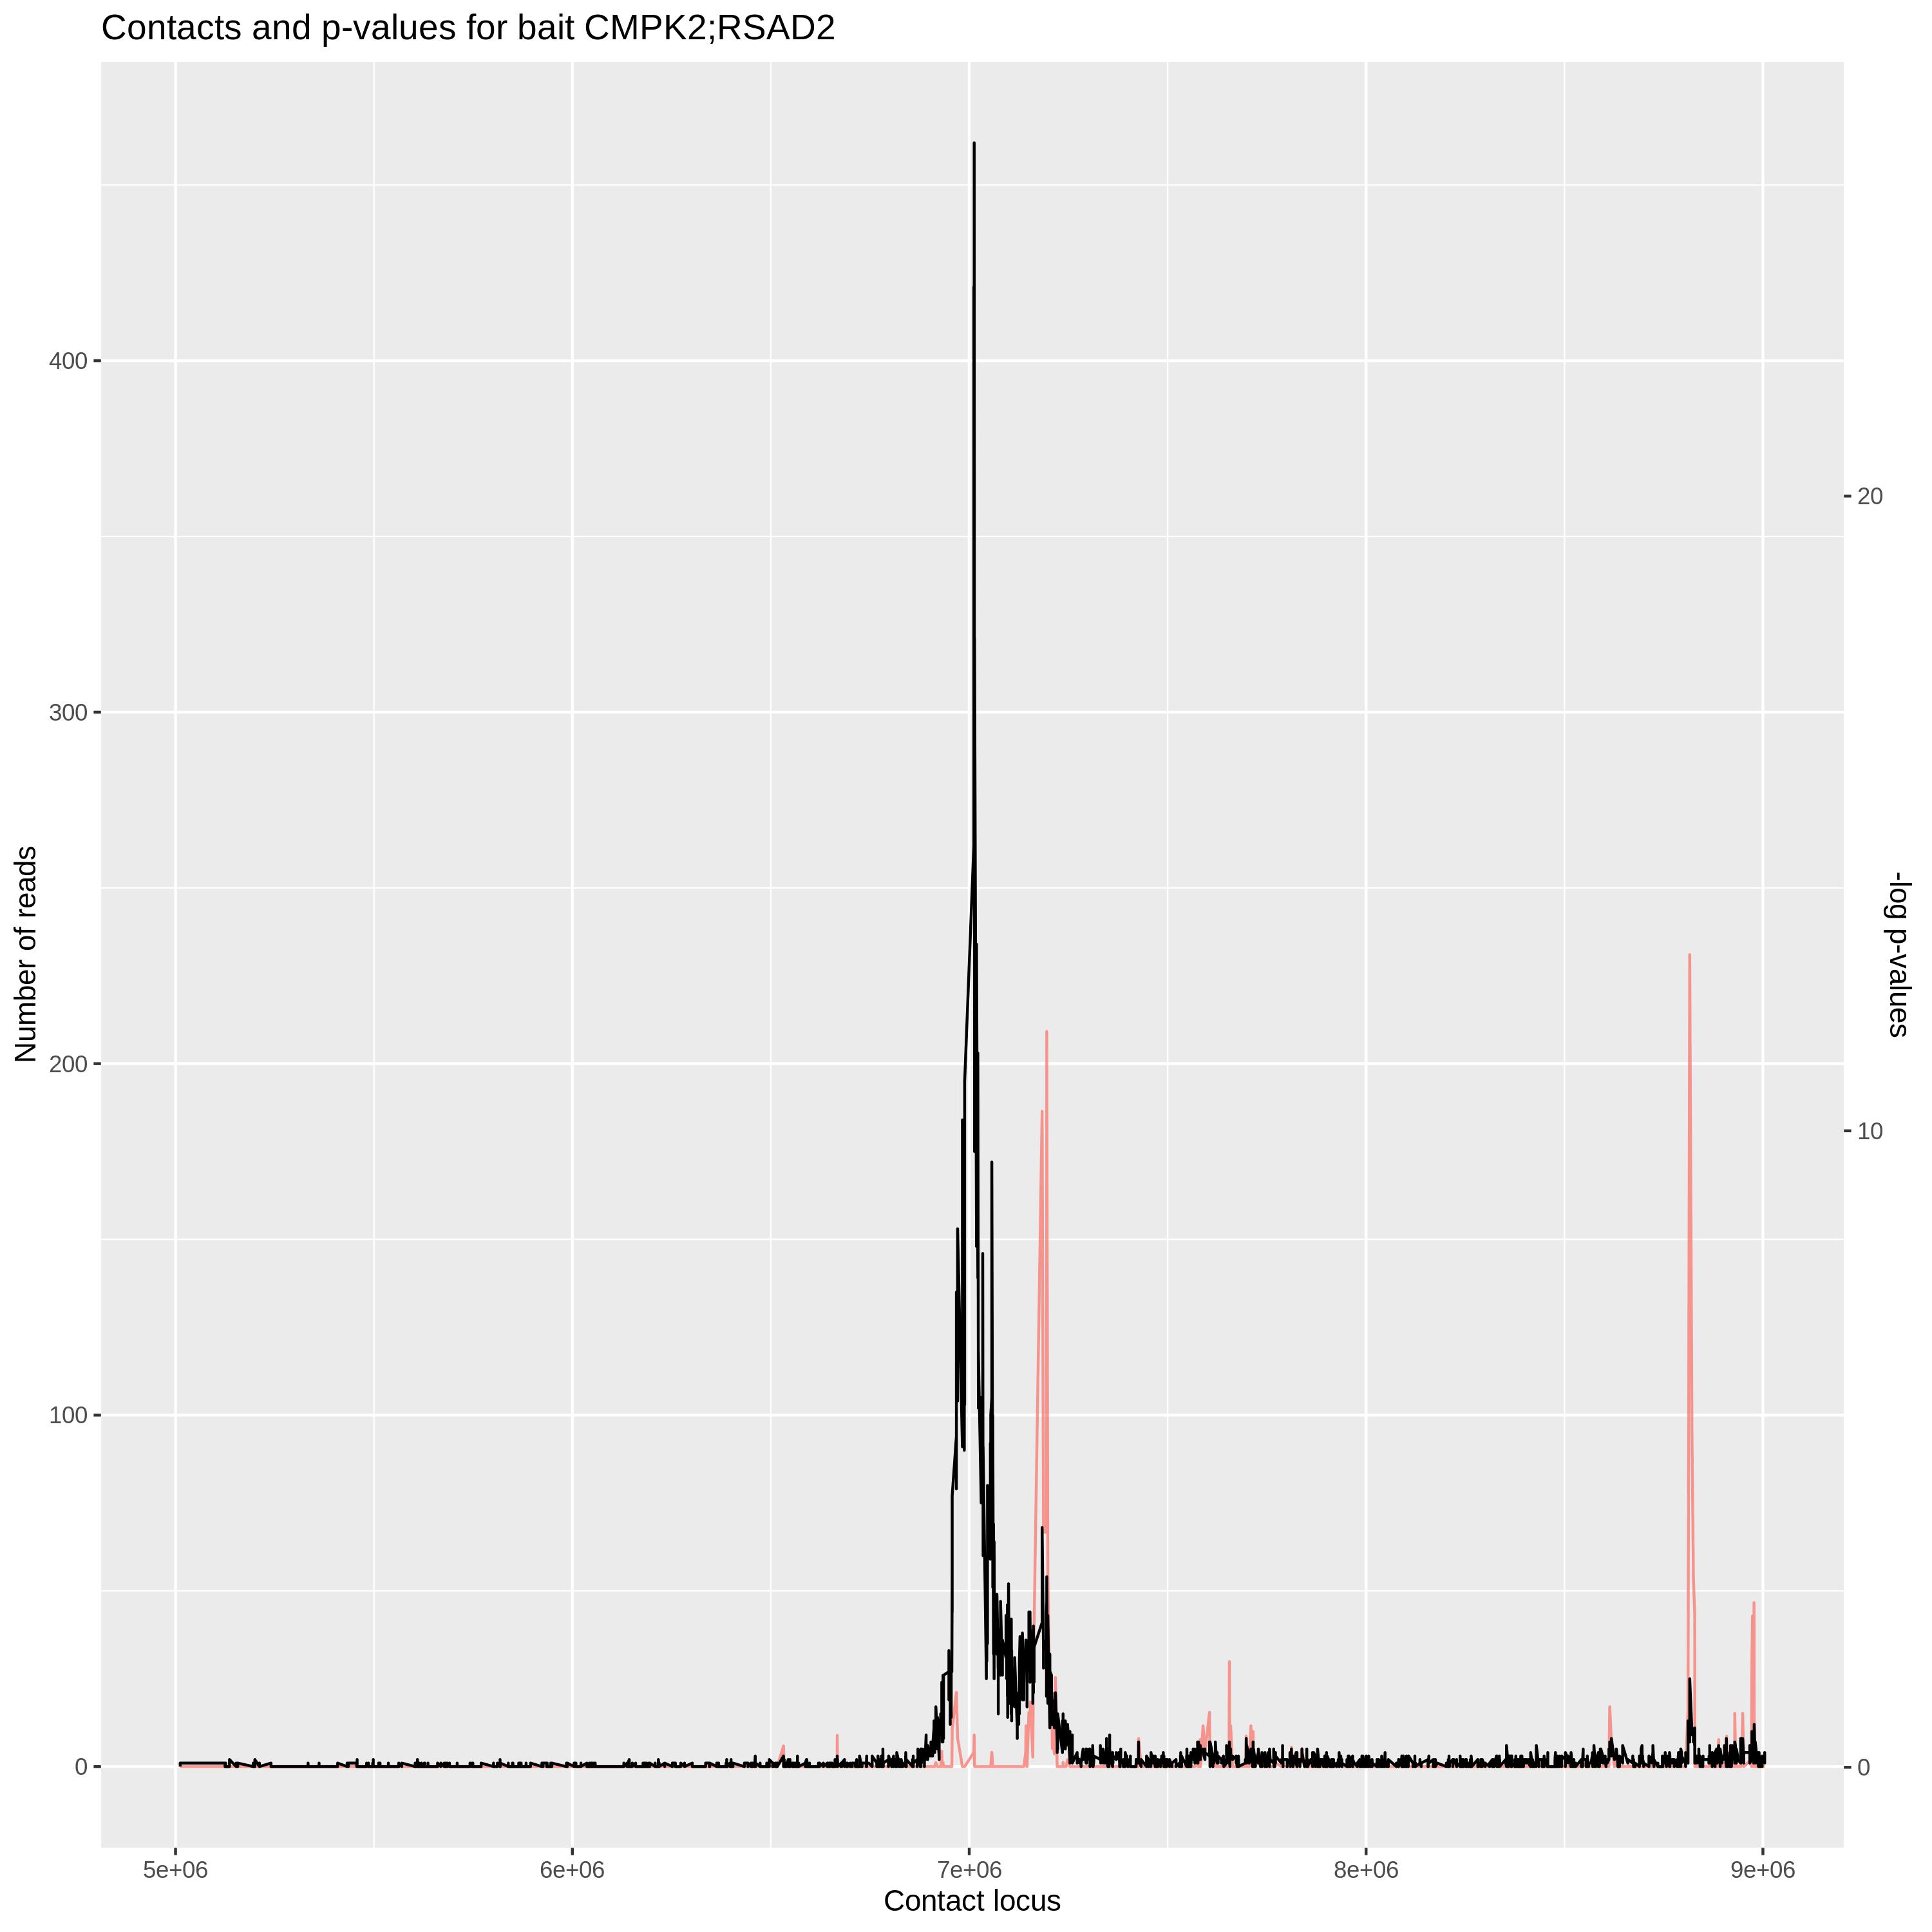 Contacts and p-values for bait CMPK2;RSAD2
Number of reads
400
300
200
100
0
20
10
0
-log p-values
5e+06 6e+06 7e+06 8e+06 9e+06
Contact locus